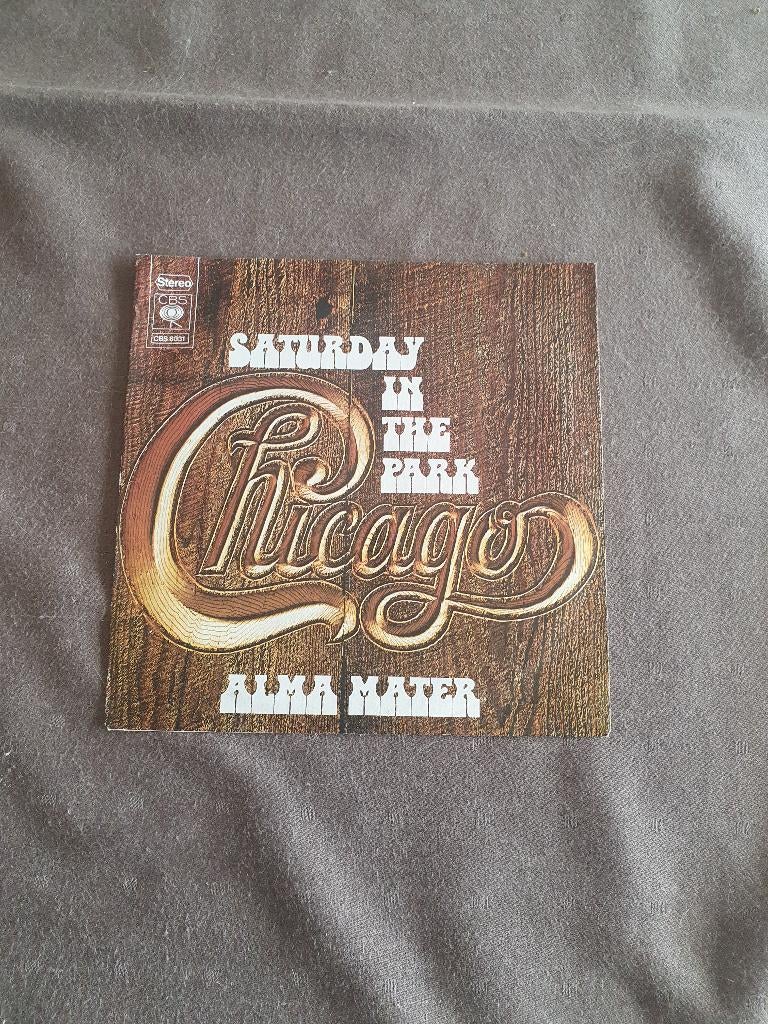 Stereo
CBS
CBS 8031
SATURDAY
IN
THE
PARK
Chicago
ALMA MATER